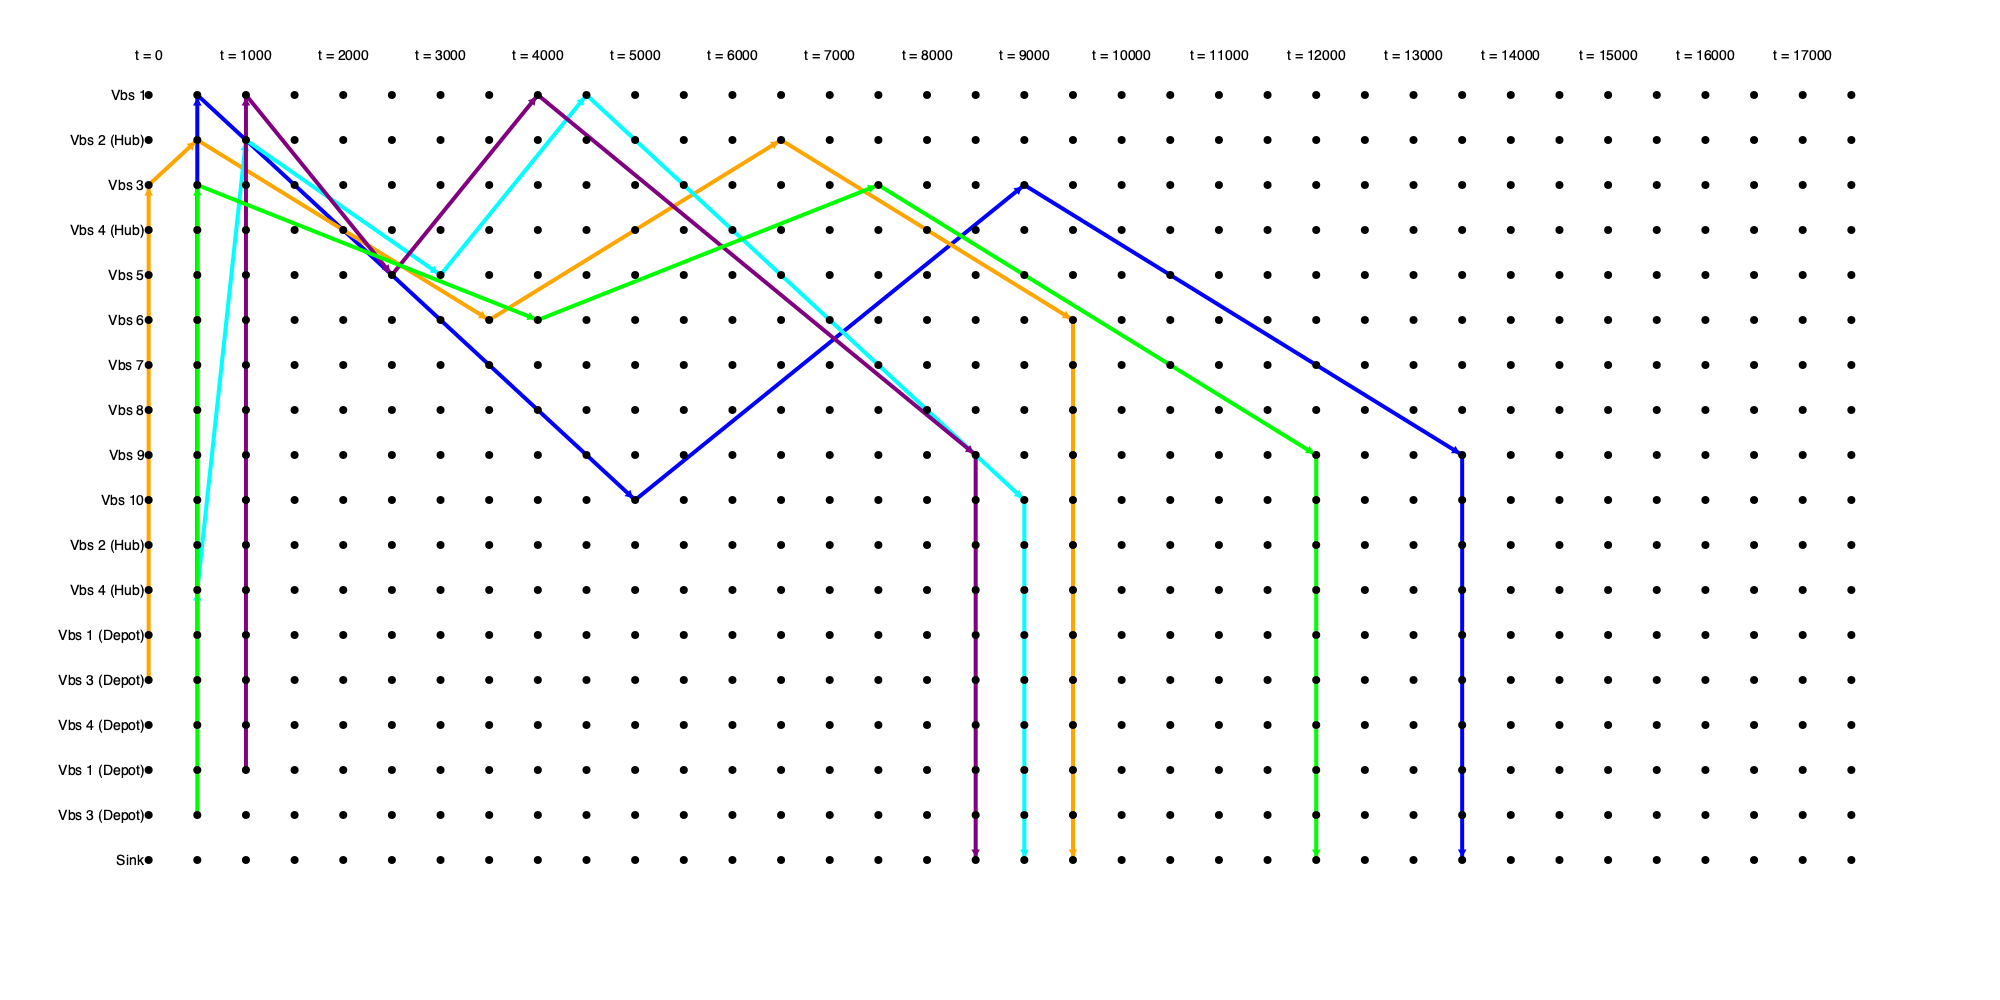 t = 0 t = 1000 t = 2000 t = 3000 t = 4000 t = 5000 t = 6000 t = 7000 t = 8000 t = 9000 t = 10000 t = 11000 t = 12000 t = 13000 t = 14000 t = 15000 t = 16000 t = 17000
Vbs 1
Vbs 2 (Hub)
Vbs 3
Vbs 4 (Hub)
Vbs 5
Vbs 6
Vbs 7
Vbs 8
Vbs 9
Vbs 10
Vbs 2 (Hub)
Vbs 4 (Hub)
Vbs 1 (Depot)
Vbs 3 (Depot)
Vbs 4 (Depot)
Vbs 1 (Depot)
Vbs 3 (Depot)
Sink